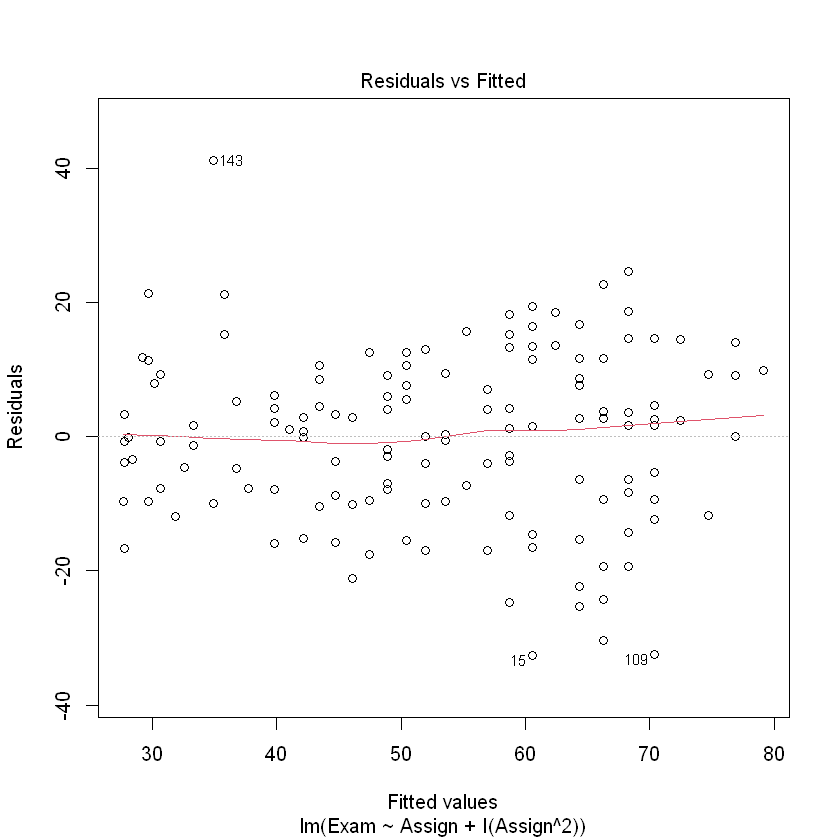 Residuals vs Fitted
40
20
0
-20
-40
Residuals
143
15
109
30 40 50 60 70 80
Fitted values
lm(Exam ~ Assign + I(Assign^2))